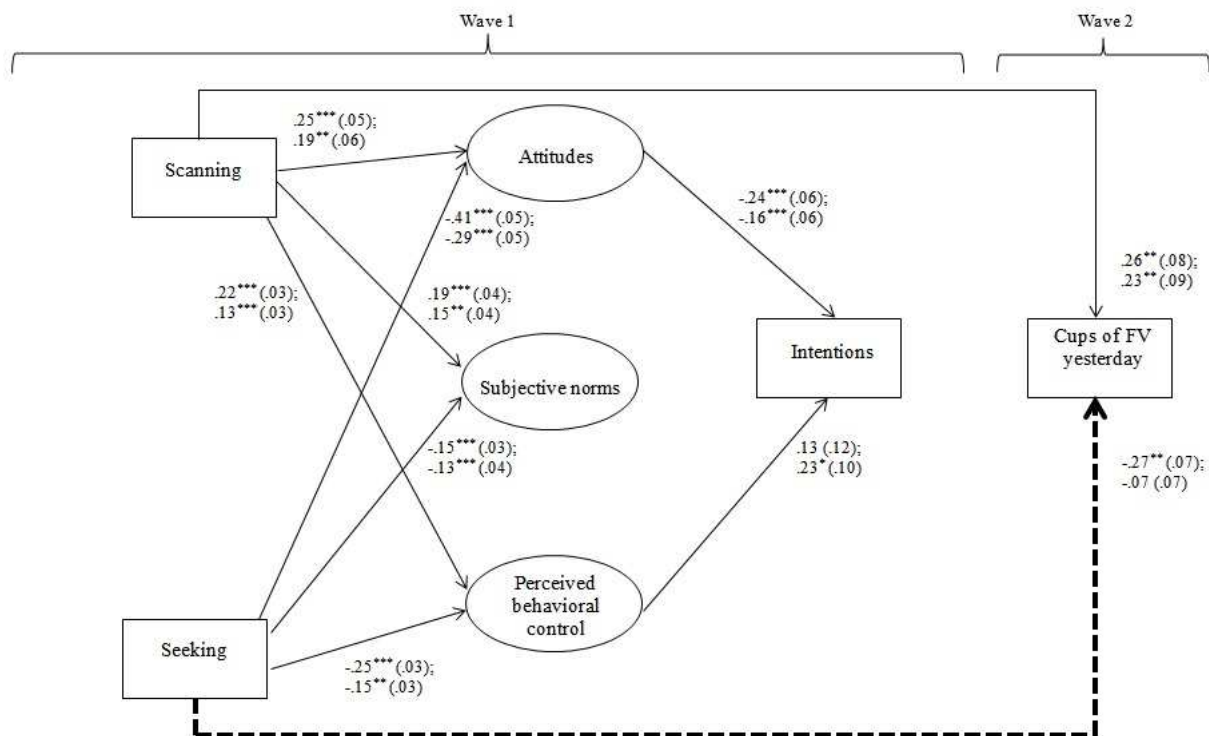 Wave 1
Wave 2
.25***(.05);
.19**(.06)
Scanning
Attitudes
-.41***(.05);
-.29***(.05)
-.24***(.06);
-.16***(.06)
.22***(.03);
.13***(.03)
.19***(.04);
.15**(.04)
.26**(.08);
.23**(.09)
Subjective norms
Intentions
Cups of FV
yesterday
-.15***(.03);
-.13***(.04)
.13 (.12);
.23*(.10)
-.27**(.07);
-.07 (.07)
Perceived
behavioral
control
Seeking
-.25***(.03);
-.15**(.03)